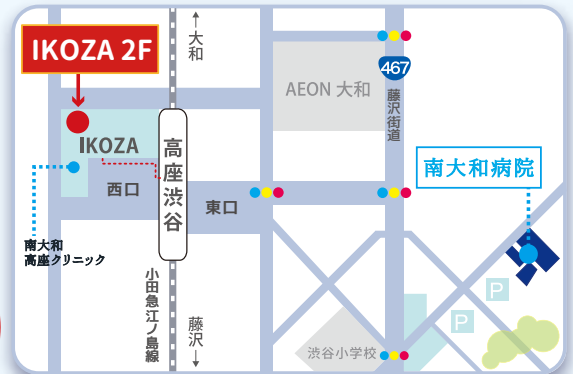 IKOZA 2F
←大和
AEON 大和
467
藤沢街道
IKOZA
高座渋谷
西口
東口
南大和病院
南大和
高座クリニック
小田急江ノ島線
藤沢→
P
P
渋谷小学校